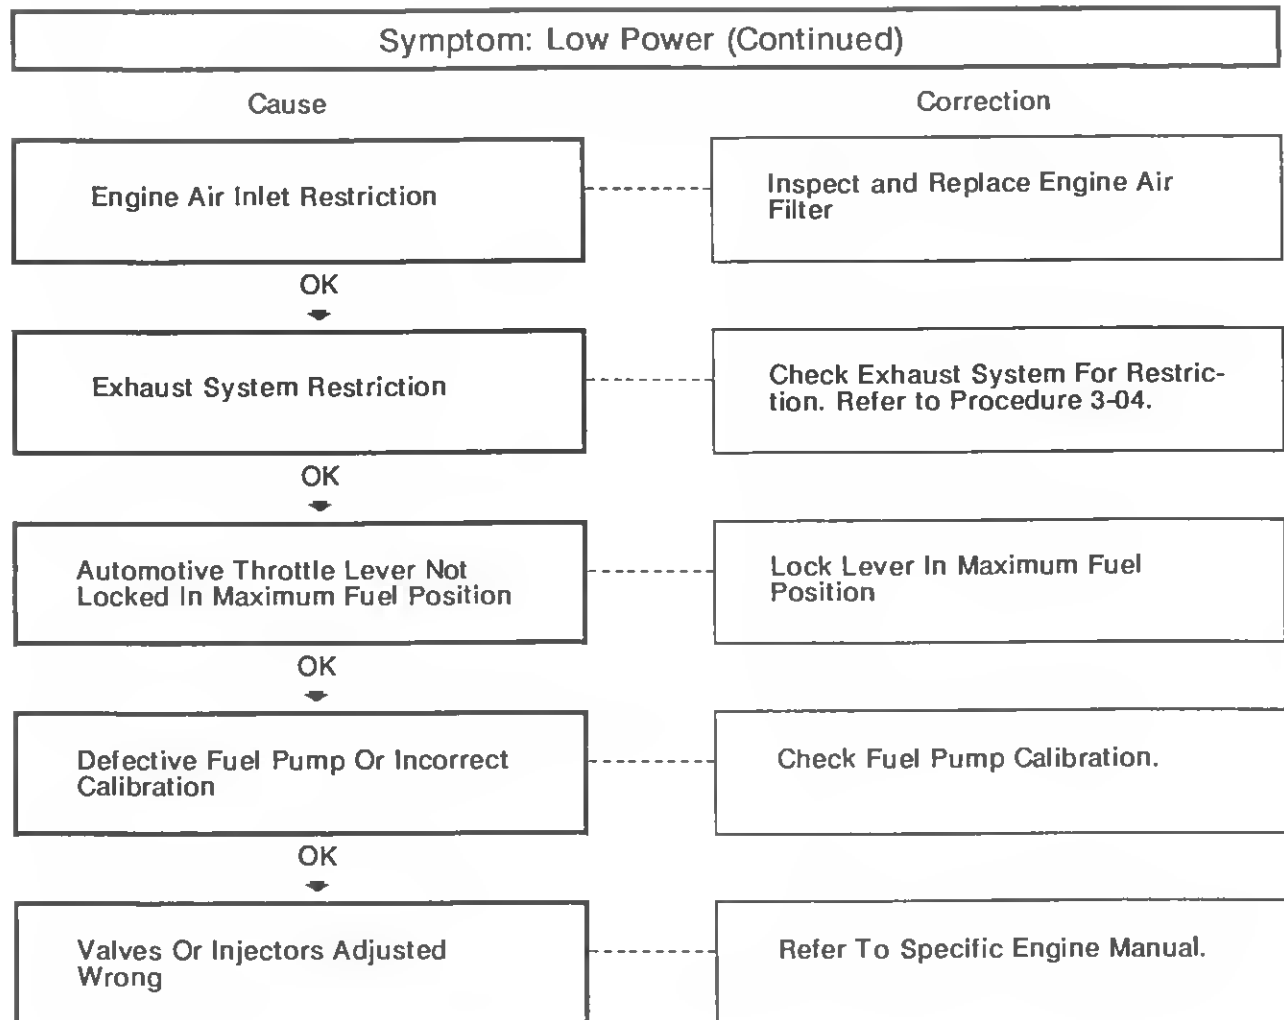 Symptom: Low Power (Continued)
Cause
Correction
Engine Air Inlet Restriction
Inspect and Replace Engine Air
Filter
OK
Exhaust System Restriction
Check Exhaust System For Restric-
tion. Refer to Procedure 3-04.
OK
Automotive Throttle Lever Not
Locked In Maximum Fuel Position
Lock Lever In Maximum Fuel
Position
OK
Defective Fuel Pump Or Incorrect
Calibration
Check Fuel Pump Calibration.
OK
Valves Or Injectors Adjusted
Wrong
Refer To Specific Engine Manual.